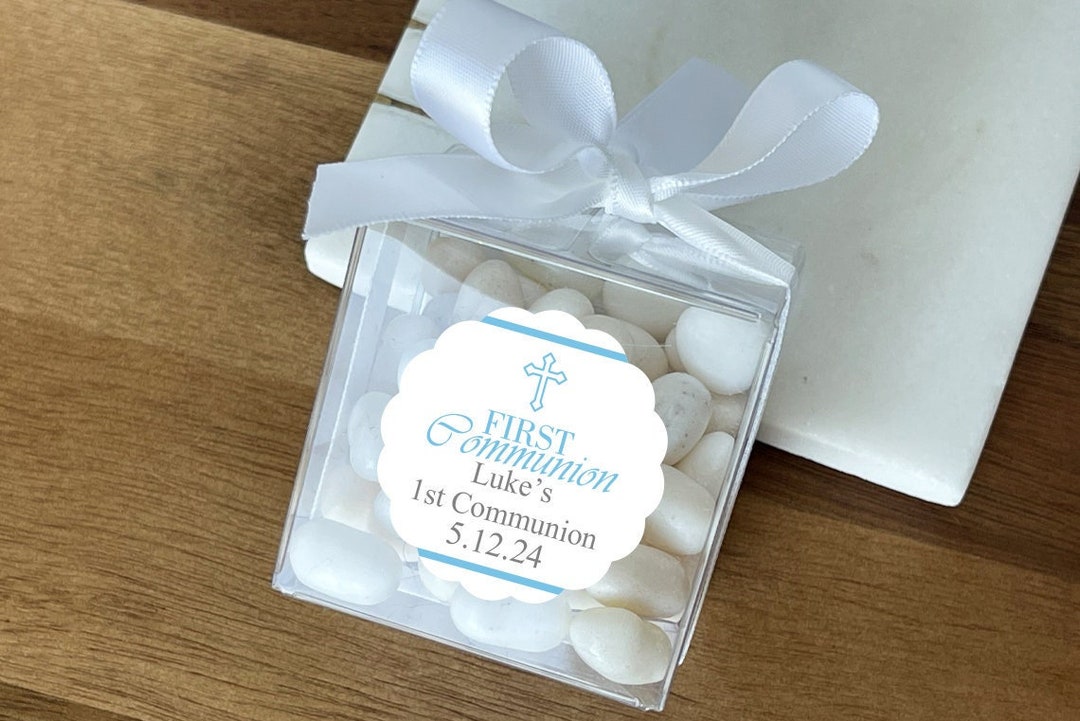 FIRST
Communion
Luke's
1st Communion
5.12.24